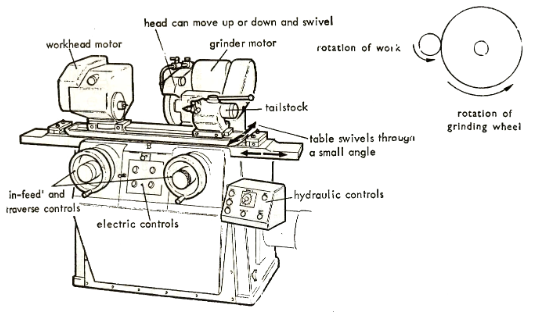 head can move up or down and swivel
workhead motor
grinder motor
rotation of work
tailstock
rotation of
grinding wheel
table swivels through
a small angle
in-feed' and
traverse controls
electric controls
hydraulic controls